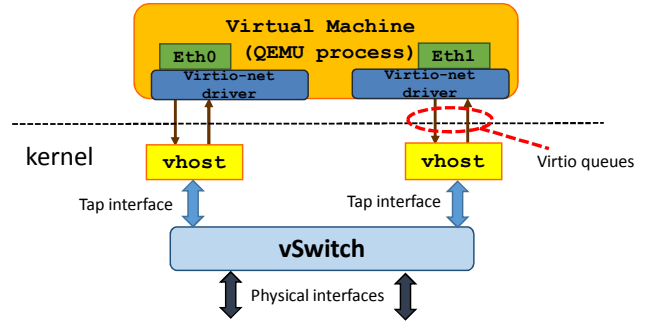 Virtual Machine
(QEMU process)
Eth0
Eth1
Virtio-net
driver
Virtio-net
driver
kernel
vhost
vhost
Virtio queues
Tap interface
Tap interface
vSwitch
Physical interfaces